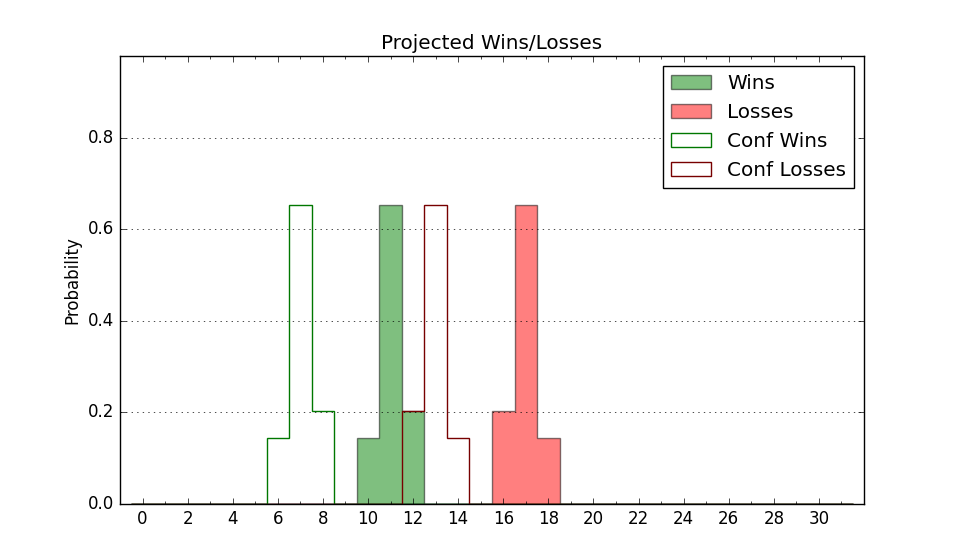 Projected Wins/Losses
Wins
Losses
Conf Wins
Conf Losses
Probability
0.8
0.6
0.4
0.2
0.0
0 2 4 6 8 10 12 14 16 18 20 22 24 26 28 30